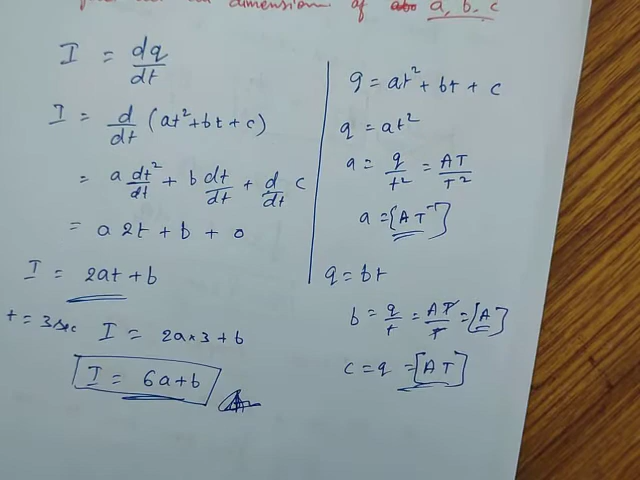 dimension of a, b, c
I = dq/dt
I = d/dt (at²+bt+c)
= a dt²/dt + b dt/dt + d/dt c
= a 2t + b + 0
I = 2at + b
t = 3sec I = 2a×3 + b
I = 6a+b
q = at² + bt + c
q = at²
a = q/t² = AT/T²
a = [AT⁻¹]
q = bt
b = q/t = AT/T = [A]
c = q = [AT]